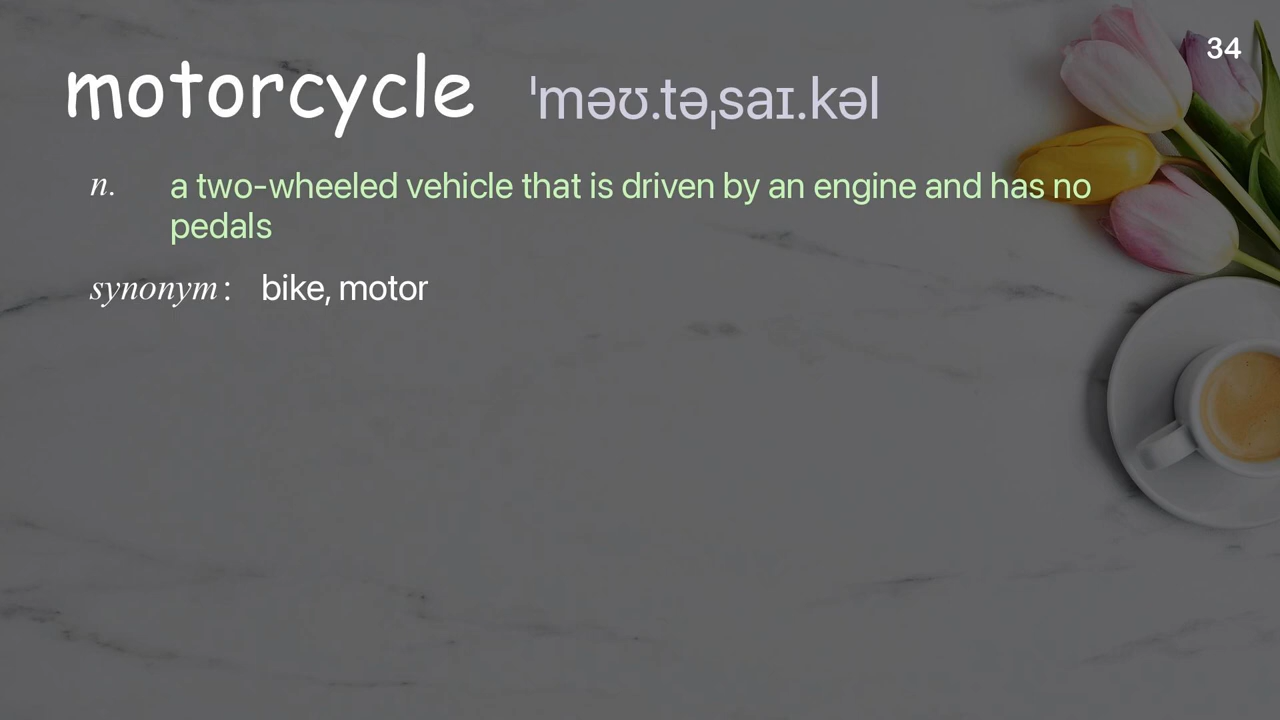 34
motorcycle ˈməʊ.təˌsaɪ.kəl
n. a two-wheeled vehicle that is driven by an engine and has no
pedals
synonym: bike, motor